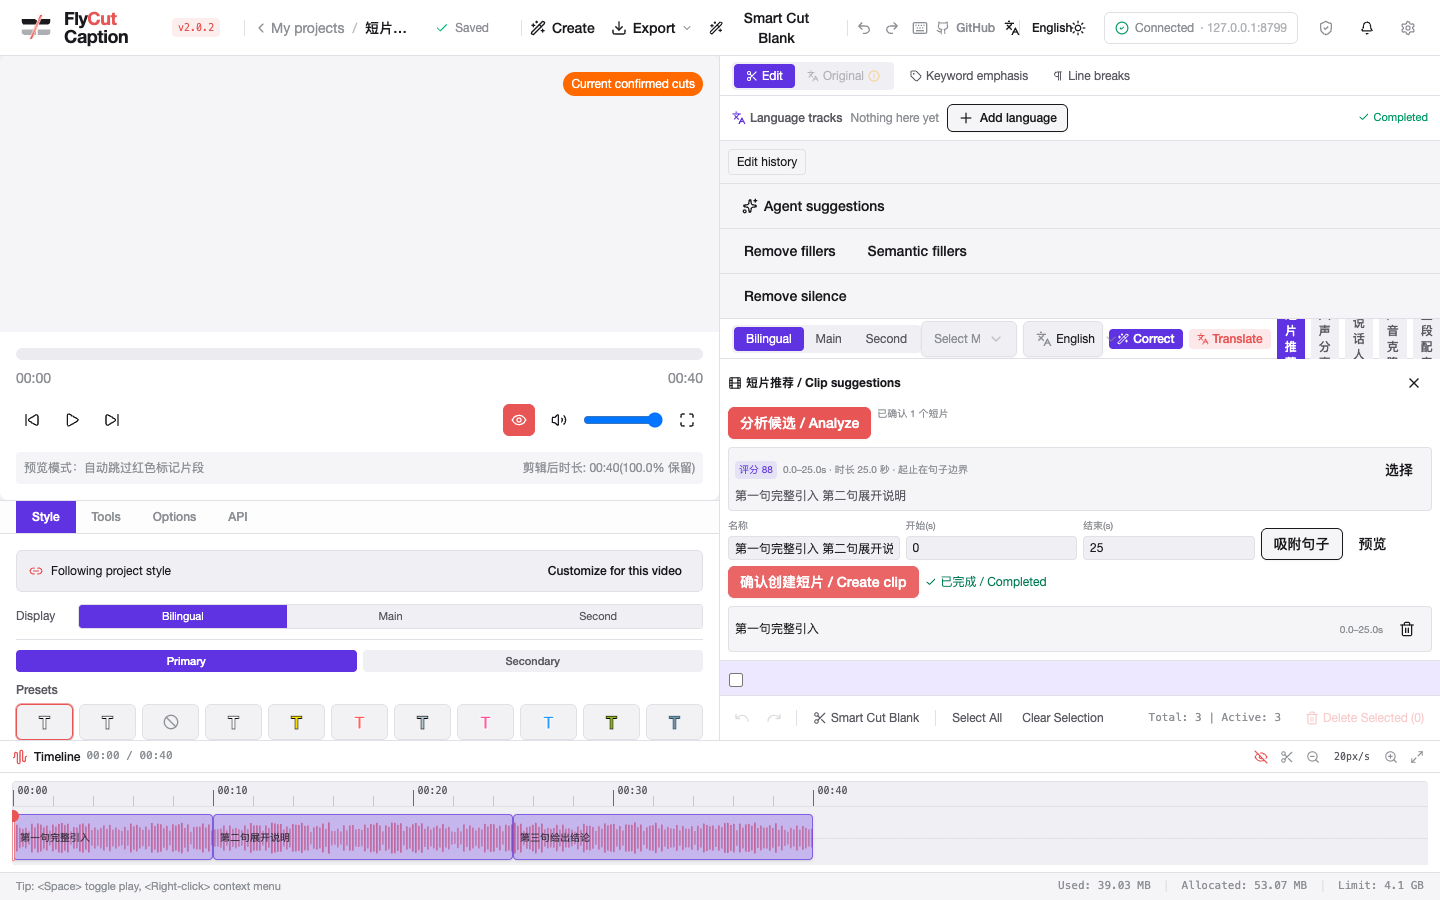 FlyCut Caption
v2.0.2
My projects / 短片...
Saved
Create
Export
Smart Cut Blank
GitHub
English
Connected · 127.0.0.1:8799
Current confirmed cuts
00:00
00:40
预览模式：自动跳过红色标记片段
剪辑后时长: 00:40(100.0% 保留)
Style
Tools
Options
API
Following project style
Customize for this video
Display
Bilingual
Main
Second
Primary
Secondary
Presets
Edit
Original
Keyword emphasis
Line breaks
Language tracks
Nothing here yet
Add language
Completed
Edit history
Agent suggestions
Remove fillers
Semantic fillers
Remove silence
Bilingual
Main
Second
Select M
English
Correct
Translate
片推
声分
说话人
音克
段配
短片推荐 / Clip suggestions
分析候选 / Analyze
已确认 1 个短片
评分 88
0.0–25.0s · 时长 25.0 秒 · 起止在句子边界
选择
第一句完整引入 第二句展开说明
名称
开始(s)
结束(s)
第一句完整引入 第二句展开说
0
25
吸附句子
预览
确认创建短片 / Create clip
已完成 / Completed
第一句完整引入
0.0–25.0s
Smart Cut Blank
Select All
Clear Selection
Total: 3 | Active: 3
Delete Selected (0)
Timeline
00:00 / 00:40
20px/s
00:00
00:10
00:20
00:30
00:40
第一句完整引入
第二句展开说明
第三句给出结论
Tip: <Space> toggle play, <Right-click> context menu
Used: 39.03 MB
Allocated: 53.07 MB
Limit: 4.1 GB